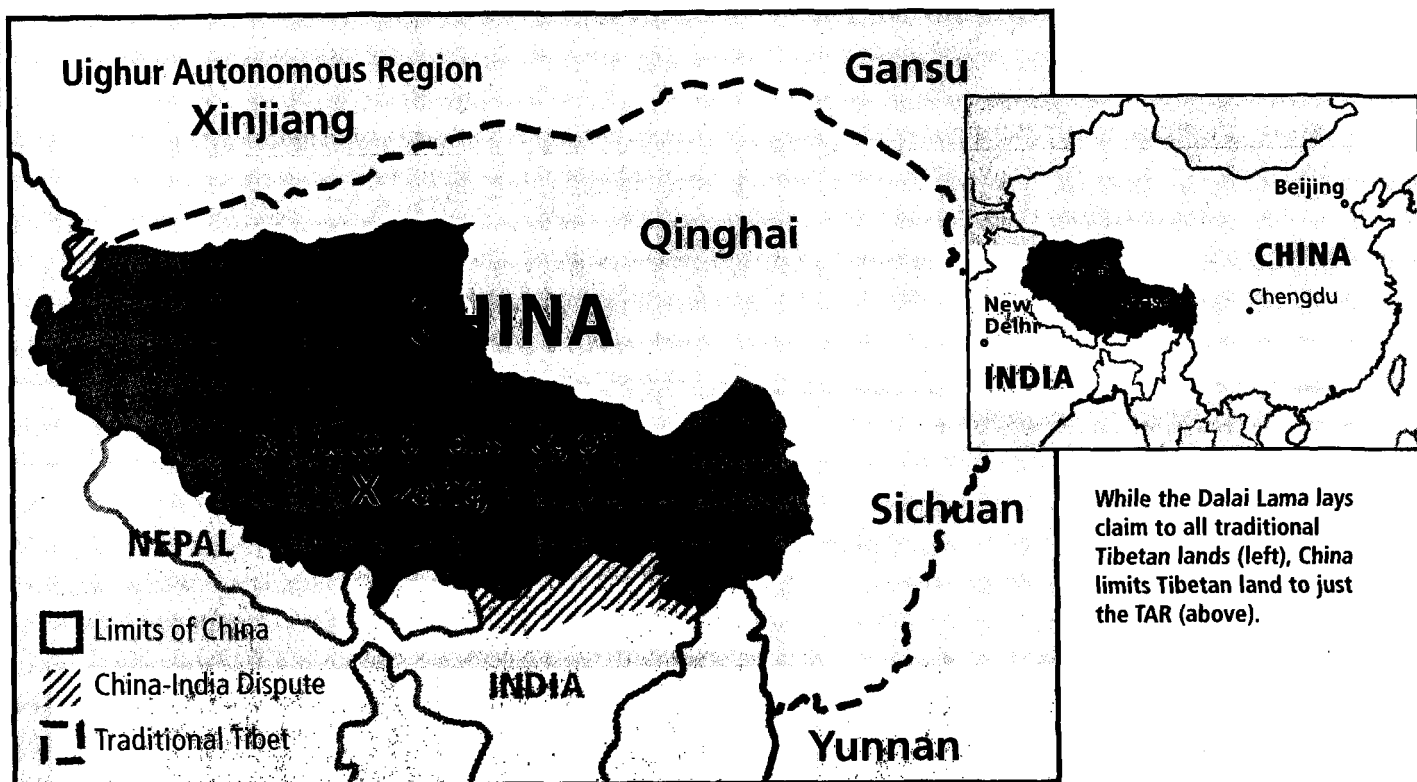 Uighur Autonomous Region
Xinjiang
Gansu
Qinghai
CHINA
NEPAL
Sichuan
INDIA
Yunnan
Limits of China
China-India Dispute
Traditional Tibet
Beijing
CHINA
Chengdu
New
Delhi
INDIA
While the Dalai Lama lays
claim to all traditional
Tibetan lands (left), China
limits Tibetan land to just
the TAR (above).